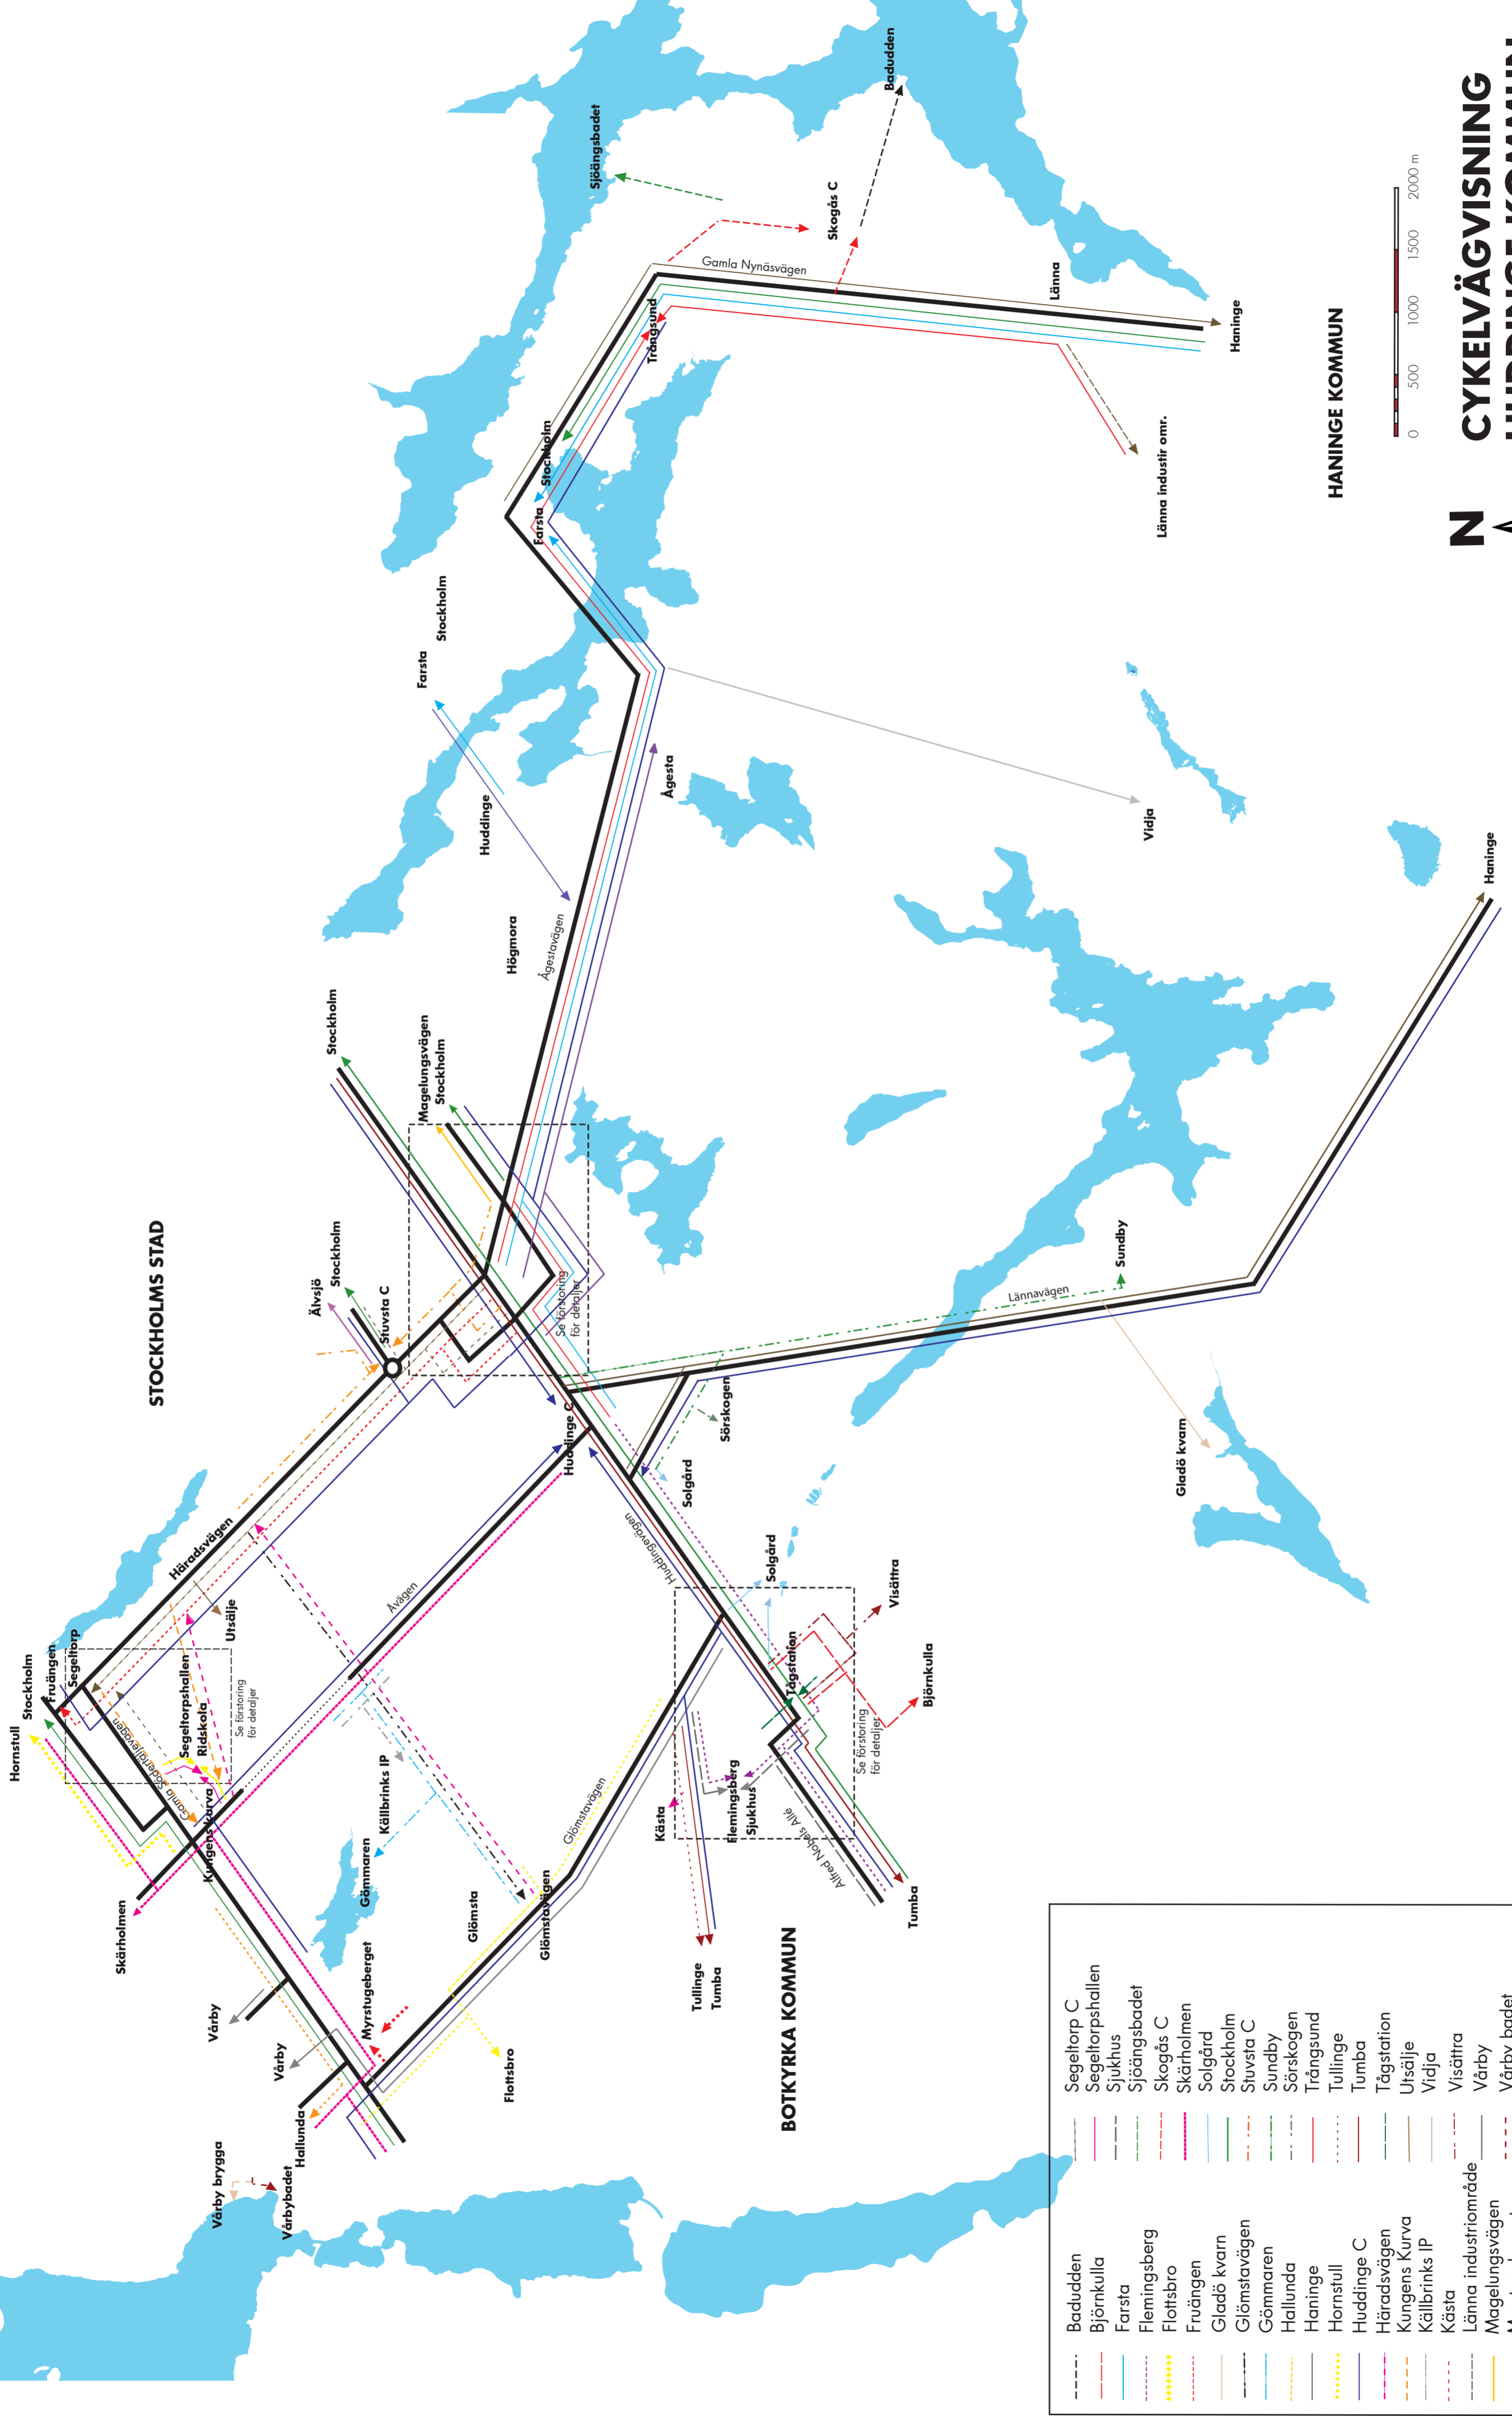 STOCKHOLMS STAD
Hornstull
Stockholm
Fruängen
Segeltorp
Häradsvägen
Utsälje
Gamla Södertäljevägen
Segeltorpshallen
Ridskola
Se förstoring
för detaljer
Kungens kurva
Skärholmen
Vårby
Vårby
Hallunda
Vårby brygga
Vårbybadet
Myrstugeberget
Flottsbro
Gömmaren
Källbrinks IP
Glömsta
Glömstavägen
Glömstavägen
Åvägen
Älvsjö
Stockholm
Stuvsta C
Stockholm
Magelungsvägen
Stockholm
Se förstoring
för detaljer
Huddinge C
Huddingevägen
Högmora
Ågestavägen
Huddinge
Farsta
Stockholm
Ågesta
Farsta
Stockholm
Trångsund
Gamla Nynäsvägen
Sjöängsbadet
Skogås C
Badudden
Länna
Haninge
Länna industir omr.
Vidja
Haninge
Lännavägen
Sundby
Gladö kvarn
Sörskogen
Solgård
Solgård
Visättra
Björnkulla
Tågstation
Se förstoring
för detaljer
Kästa
Flemingsberg
Sjukhus
Alfred Nobels Allé
Tumba
Tullinge
Tumba
BOTKYRKA KOMMUN
HANINGE KOMMUN
0 500 1000 1500 2000 m
N
CYKELVÄGVISNING
Badudden
Björnkulla
Farsta
Flemingsberg
Flottsbro
Fruängen
Gladö kvarn
Glömstavägen
Gömmaren
Hallunda
Haninge
Hornstull
Huddinge C
Häradsvägen
Kungens Kurva
Källbrinks IP
Kästa
Länna industriområde
Magelungsvägen
Segeltorp C
Segeltorpshallen
Sjukhus
Sjöängsbadet
Skogås C
Skärholmen
Solgård
Stockholm
Stuvsta C
Sundby
Sörskogen
Trångsund
Tullinge
Tumba
Tågstation
Utsälje
Vidja
Visättra
Vårby
Vårby badet